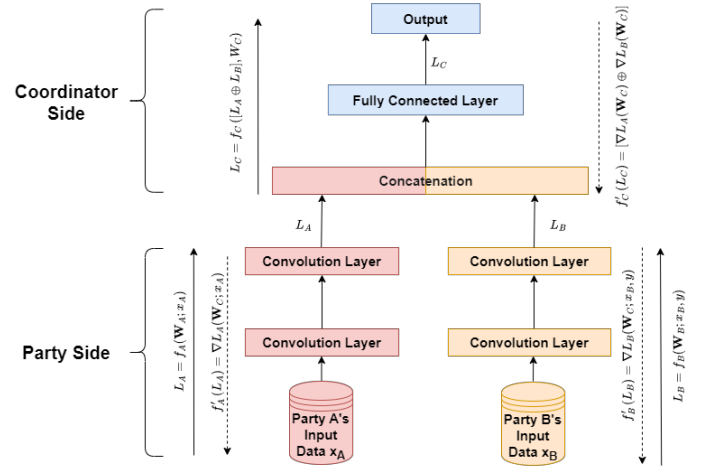 Output
L_C
Coordinator
Side
Fully Connected Layer
L_C = f_C([L_A ⊕ L_B], W_C)
f'_C(L_C) = [∇L_A(W_C) ⊕ ∇L_B(W_C)]
Concatenation
L_A
L_B
Convolution Layer
Convolution Layer
Party Side
L_A = f_A(W_A; x_A)
f'_A(L_A) = ∇L_A(W_C; x_A)
f'_B(L_B) = ∇L_B(W_C; x_B, y)
L_B = f_B(W_B; x_B, y)
Convolution Layer
Convolution Layer
Party A's
Input
Data x_A
Party B's
Input
Data x_B